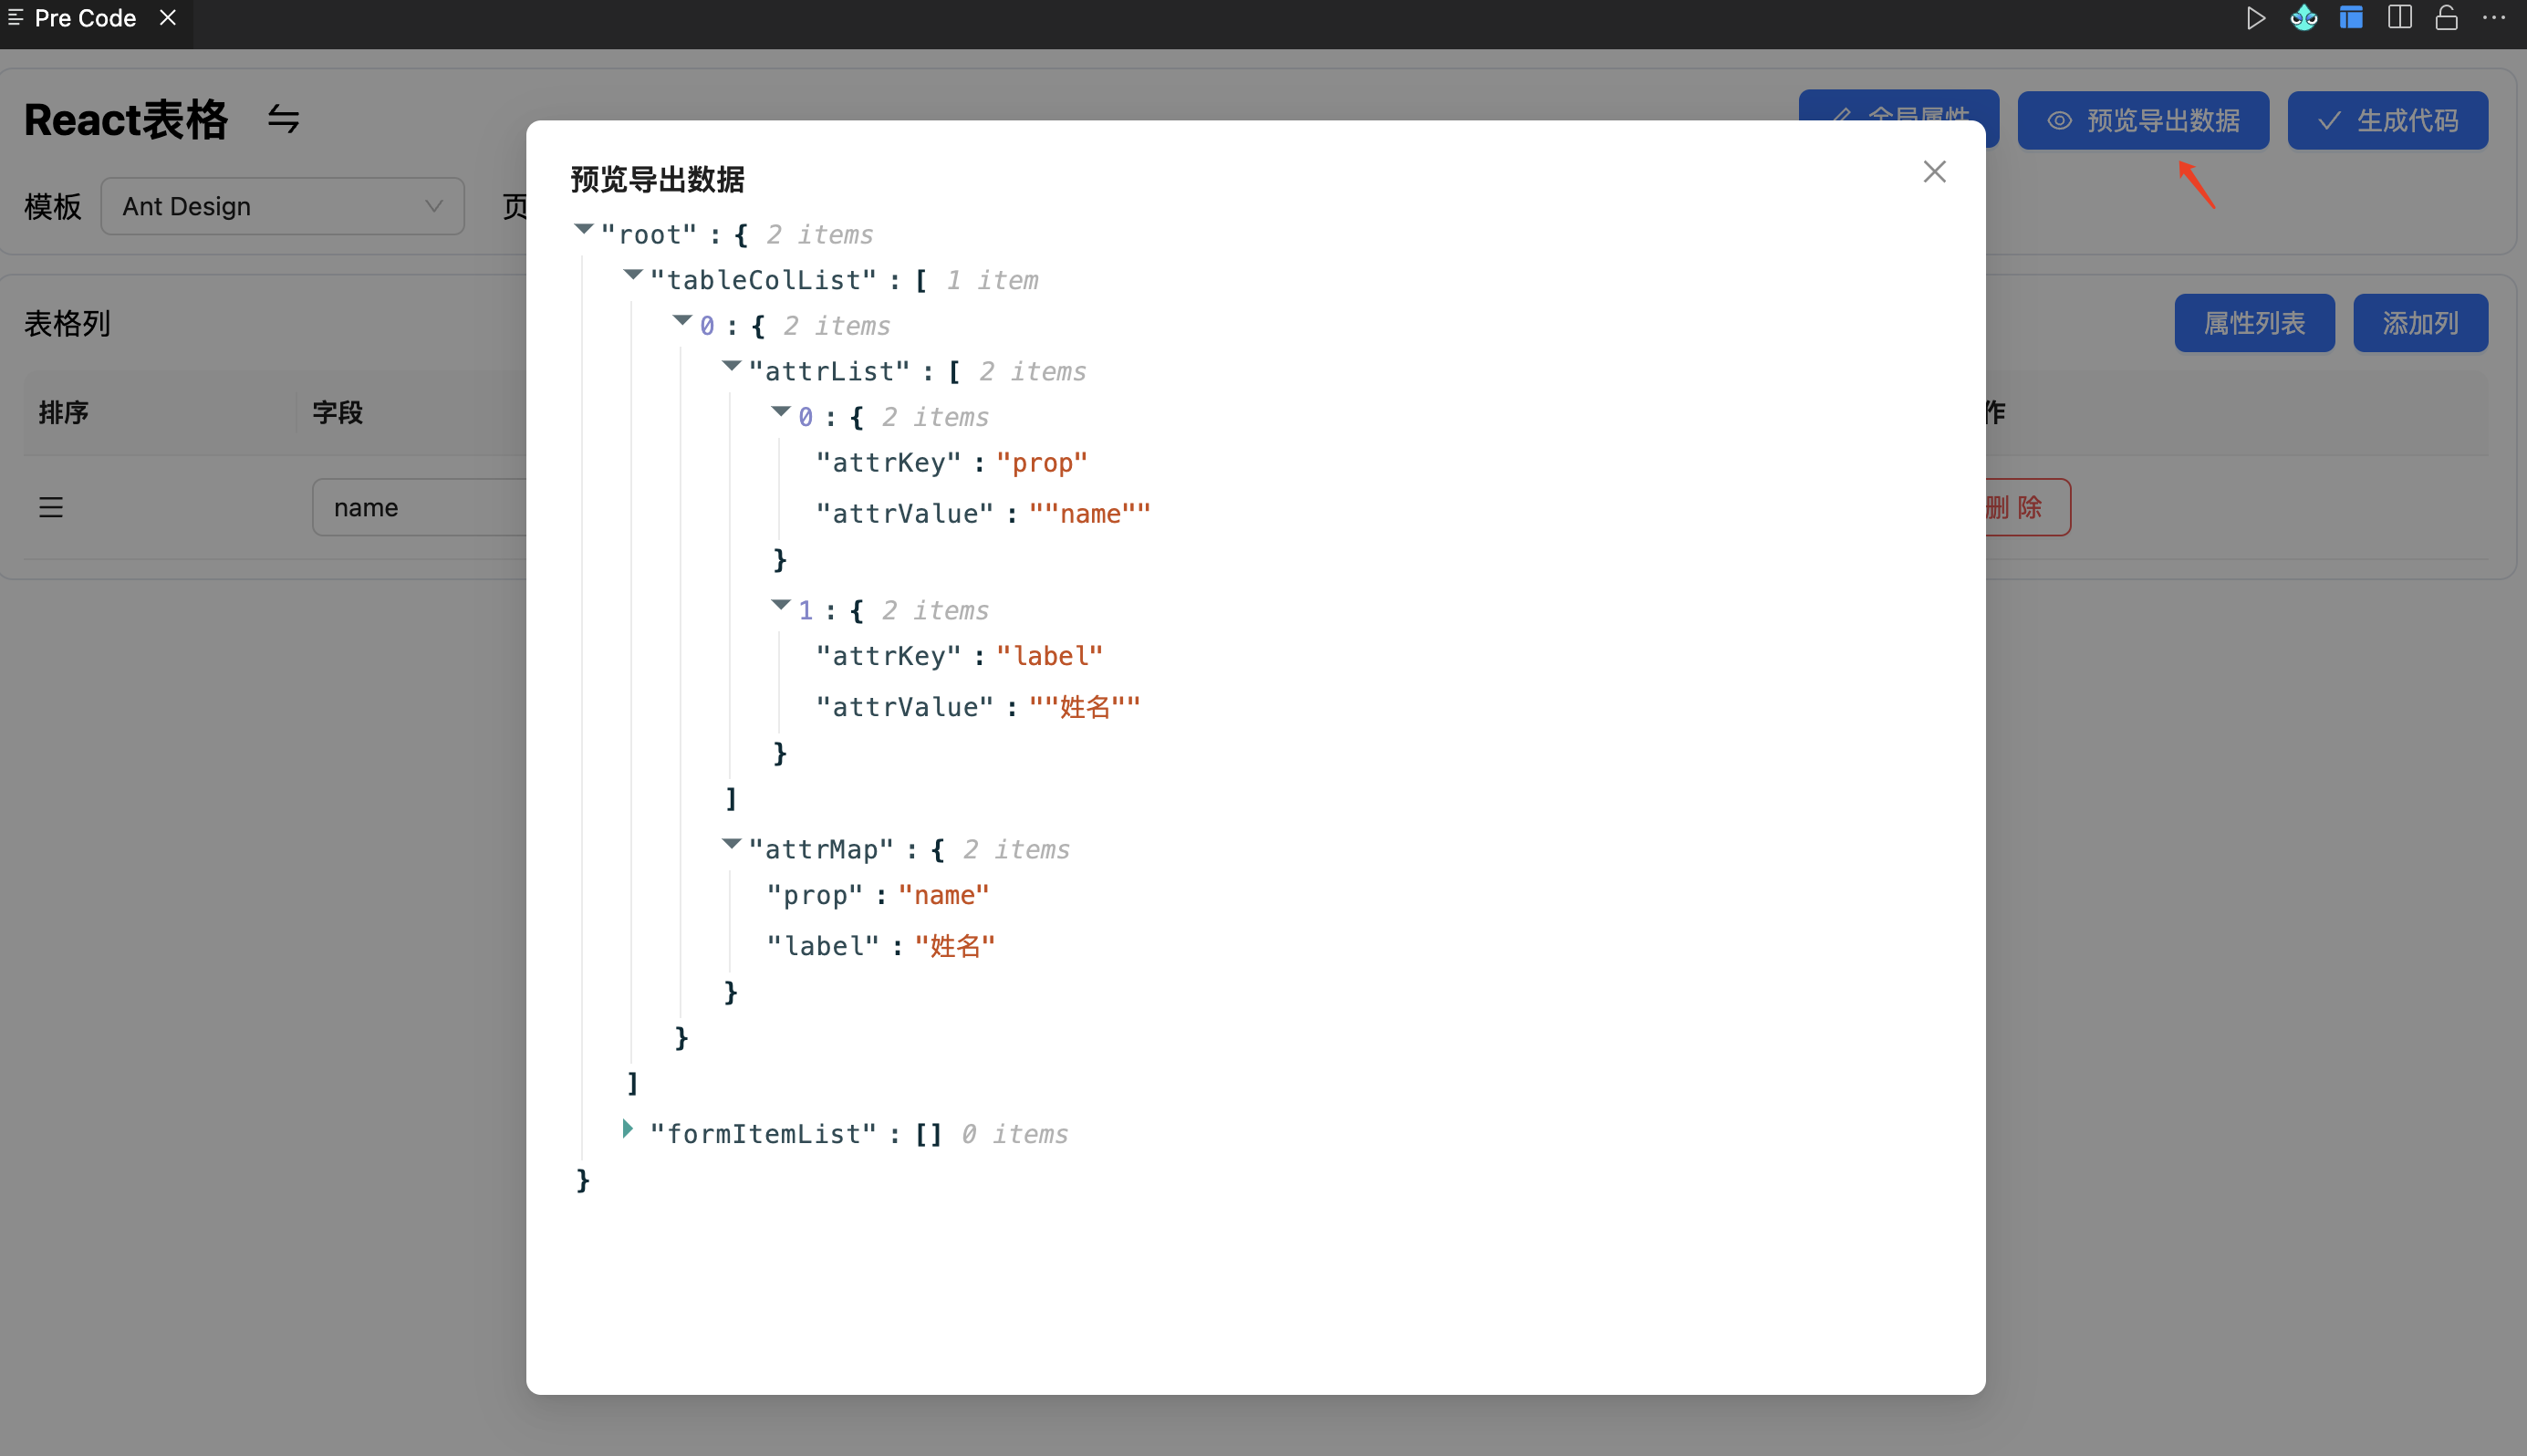 Pre Code
React表格
全局属性
预览导出数据
生成代码
模板
Ant Design
页
表格列
属性列表
添加列
排序
字段
作
name
删 除
预览导出数据
"root" : { 2 items
"tableColList" : [ 1 item
0 : { 2 items
"attrList" : [ 2 items
0 : { 2 items
"attrKey" : "prop"
"attrValue" : ""name""
}
1 : { 2 items
"attrKey" : "label"
"attrValue" : ""姓名""
}
]
"attrMap" : { 2 items
"prop" : "name"
"label" : "姓名"
}
}
]
"formItemList" : [] 0 items
}